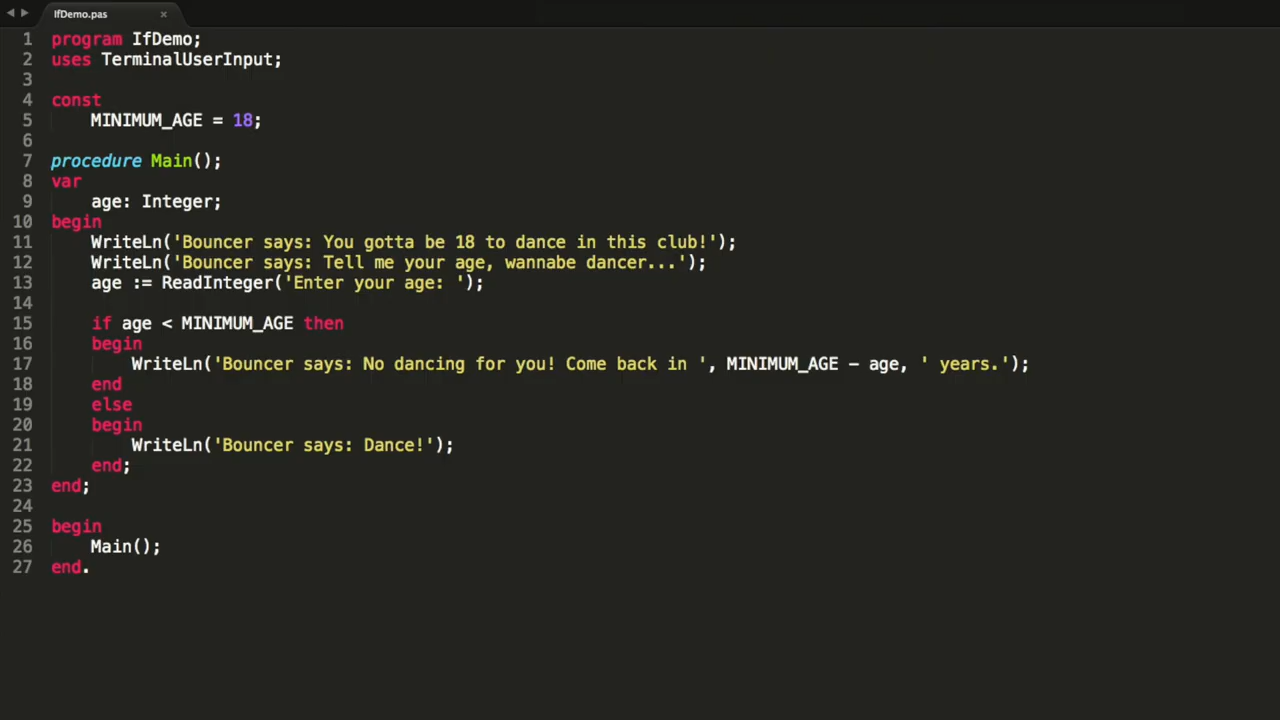 IfDemo.pas
1 program IfDemo;
2 uses TerminalUserInput;
3
4 const
5     MINIMUM_AGE = 18;
6
7 procedure Main();
8 var
9     age: Integer;
10 begin
11     WriteLn('Bouncer says: You gotta be 18 to dance in this club!');
12     WriteLn('Bouncer says: Tell me your age, wannabe dancer...');
13     age := ReadInteger('Enter your age: ');
14
15     if age < MINIMUM_AGE then
16     begin
17         WriteLn('Bouncer says: No dancing for you! Come back in ', MINIMUM_AGE - age, ' years.');
18     end
19     else
20     begin
21         WriteLn('Bouncer says: Dance!');
22     end;
23 end;
24
25 begin
26     Main();
27 end.